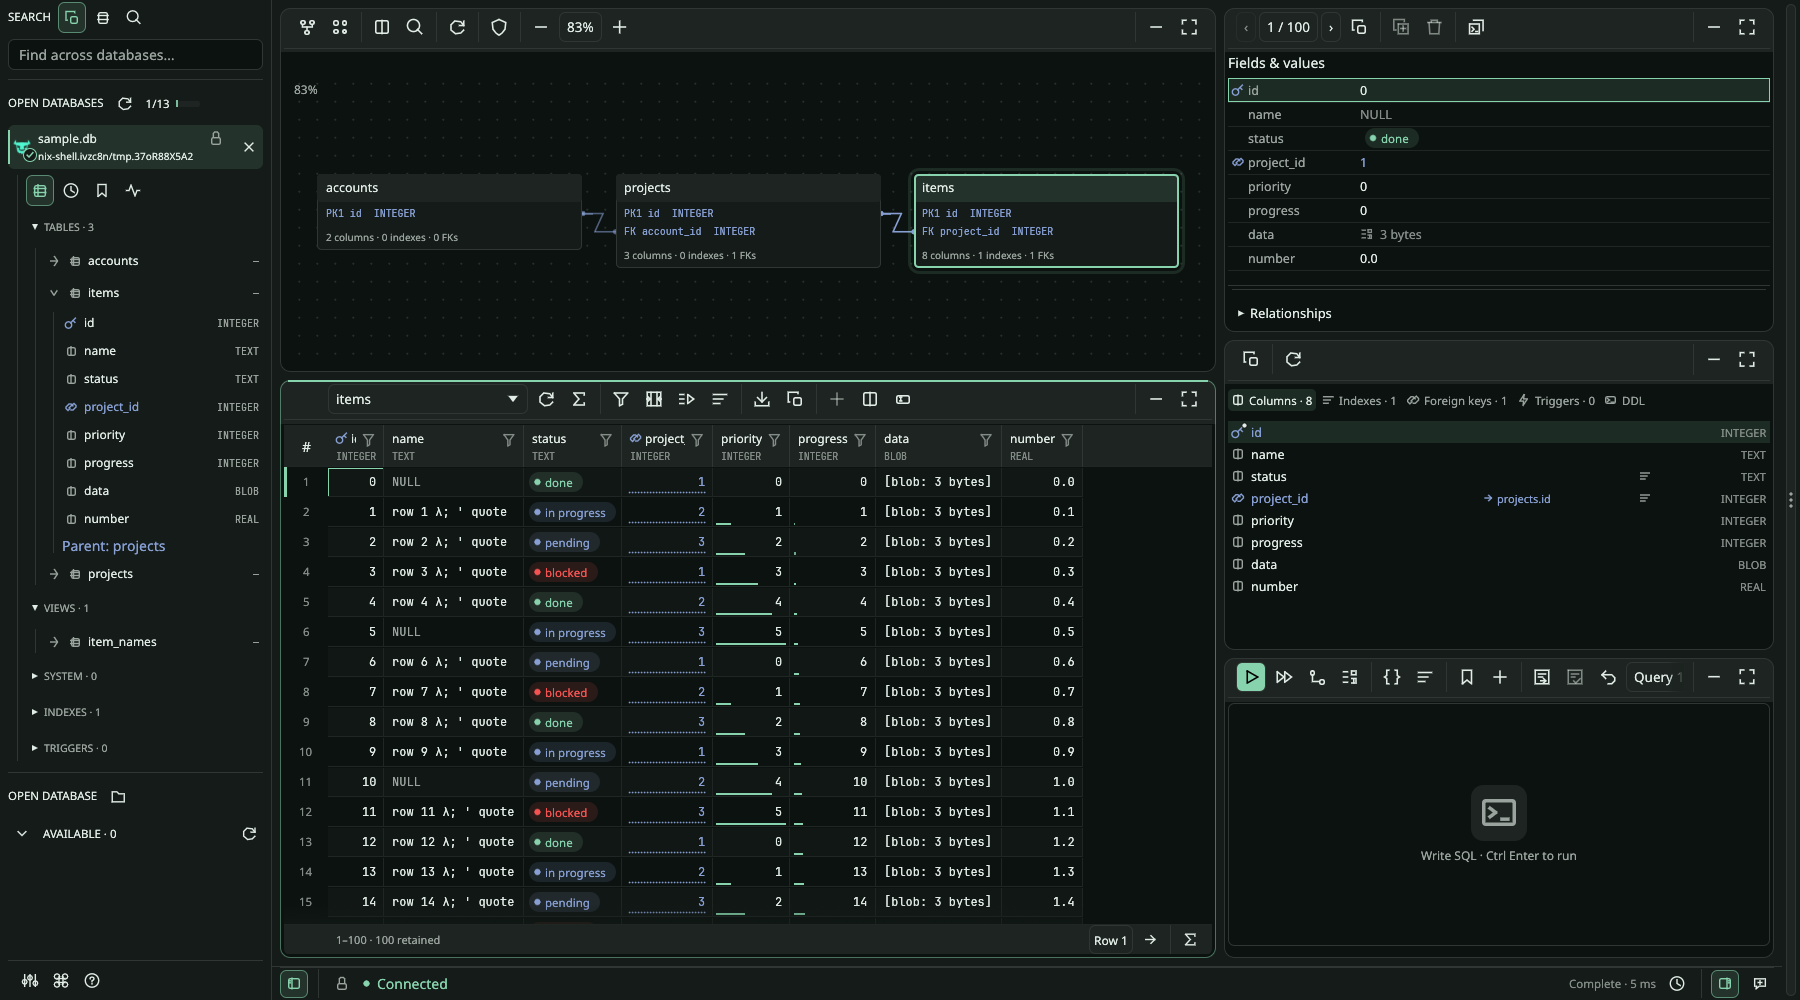 SEARCH
Find across databases...
OPEN DATABASES 1/13
sample.db
nix-shell.ivzc8n/tmp.37oR88X5A2
TABLES · 3
accounts –
items –
id INTEGER
name TEXT
status TEXT
project_id INTEGER
priority INTEGER
progress INTEGER
data BLOB
number REAL
Parent: projects
projects –
VIEWS · 1
item_names –
SYSTEM · 0
INDEXES · 1
TRIGGERS · 0
OPEN DATABASE
AVAILABLE · 0
83%
83%
accounts
PK1 id INTEGER
2 columns · 0 indexes · 0 FKs
projects
PK1 id INTEGER
FK account_id INTEGER
3 columns · 0 indexes · 1 FKs
items
PK1 id INTEGER
FK project_id INTEGER
8 columns · 1 indexes · 1 FKs
items
# name status project priority progress data number
INTEGER TEXT TEXT INTEGER INTEGER INTEGER BLOB REAL
1 0 NULL done 1 0 0 [blob: 3 bytes] 0.0
2 1 row 1 λ; ' quote in progress 2 1 1 [blob: 3 bytes] 0.1
3 2 row 2 λ; ' quote pending 3 2 2 [blob: 3 bytes] 0.2
4 3 row 3 λ; ' quote blocked 1 3 3 [blob: 3 bytes] 0.3
5 4 row 4 λ; ' quote done 2 4 4 [blob: 3 bytes] 0.4
6 5 NULL in progress 3 5 5 [blob: 3 bytes] 0.5
7 6 row 6 λ; ' quote pending 1 0 6 [blob: 3 bytes] 0.6
8 7 row 7 λ; ' quote blocked 2 1 7 [blob: 3 bytes] 0.7
9 8 row 8 λ; ' quote done 3 2 8 [blob: 3 bytes] 0.8
10 9 row 9 λ; ' quote in progress 1 3 9 [blob: 3 bytes] 0.9
11 10 NULL pending 2 4 10 [blob: 3 bytes] 1.0
12 11 row 11 λ; ' quote blocked 3 5 11 [blob: 3 bytes] 1.1
13 12 row 12 λ; ' quote done 1 0 12 [blob: 3 bytes] 1.2
14 13 row 13 λ; ' quote in progress 2 1 13 [blob: 3 bytes] 1.3
15 14 row 14 λ; ' quote pending 3 2 14 [blob: 3 bytes] 1.4
1–100 · 100 retained Row 1
1 / 100
Fields & values
id 0
name NULL
status done
project_id 1
priority 0
progress 0
data 3 bytes
number 0.0
Relationships
Columns · 8 Indexes · 1 Foreign keys · 1 Triggers · 0 DDL
id INTEGER
name TEXT
status TEXT
project_id → projects.id INTEGER
priority INTEGER
progress INTEGER
data BLOB
number REAL
Query 1
Write SQL · Ctrl Enter to run
Connected
Complete · 5 ms